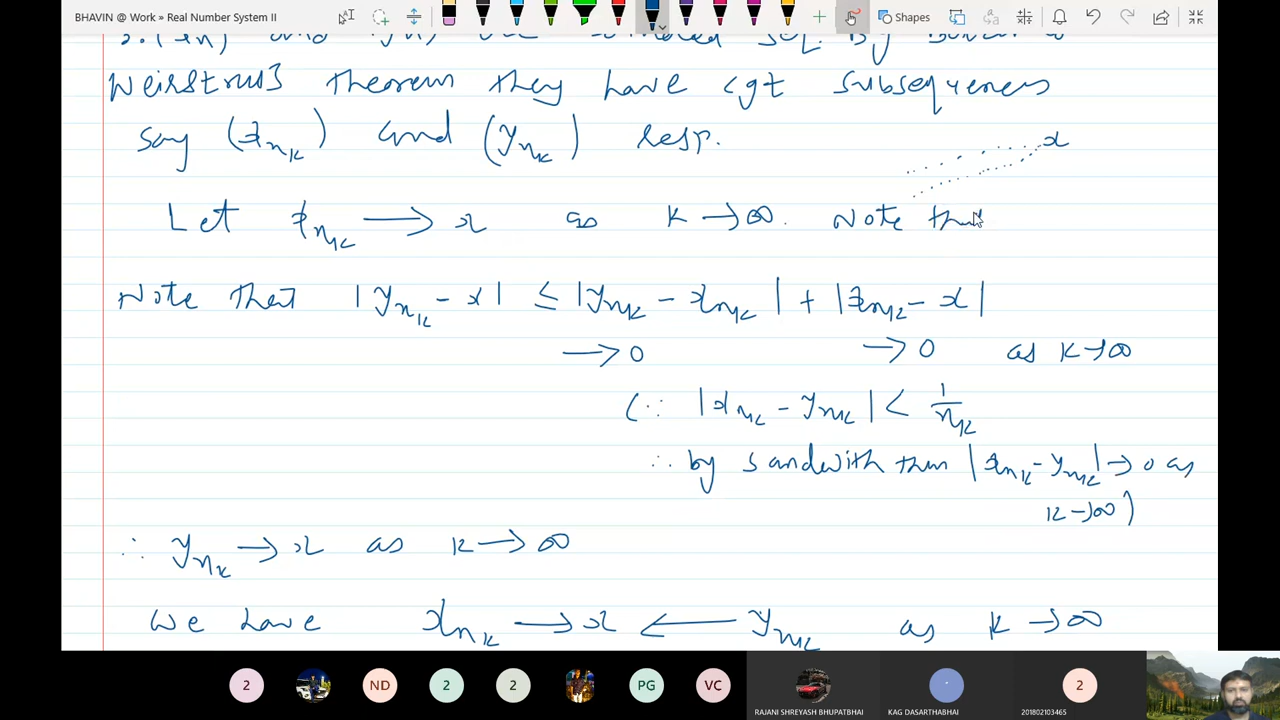 BHAVIN @ Work » Real Number System II
Shapes
Weirstrass theorem they have cgt subsequences
say (x_{n_k}) and (y_{n_k}) resp.
x
Let x_{n_k} → x as k → ∞. Note that
Note that |y_{n_k} - x| ≤ |y_{n_k} - x_{n_k}| + |x_{n_k} - x|
→ 0 → 0 as k → ∞
(∵ |x_{n_k} - y_{n_k}| < 1/n_k
∴ by sandwith thm |x_{n_k} - y_{n_k}| → 0 as
k → ∞)
∴ y_{n_k} → x as k → ∞
We have x_{n_k} → x ← y_{n_k} as k → ∞
2 ND 2 2 PG VC 2
RAJANI SHREYASH BHUPATBHAI KAG DASARTHABHAI 201802103465